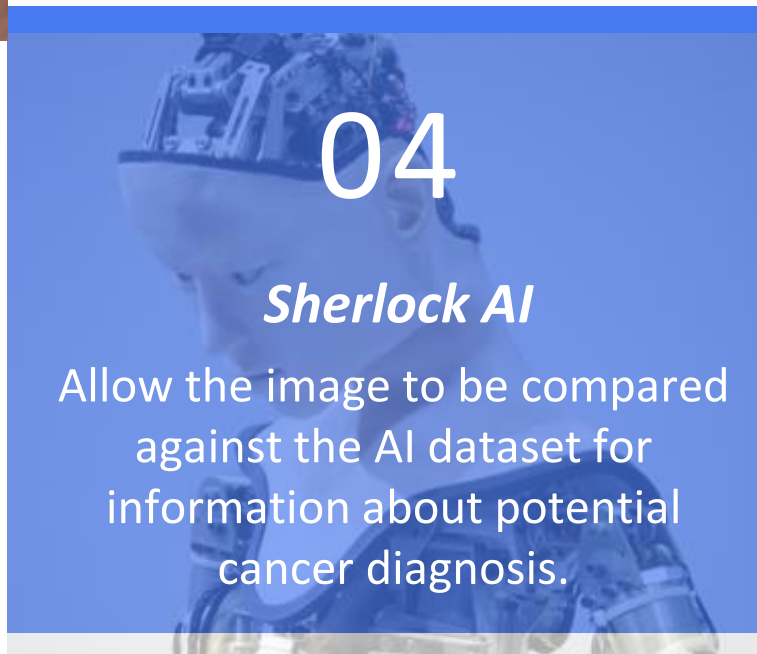 04
Sherlock AI
Allow the image to be compared
against the AI dataset for
information about potential
cancer diagnosis.